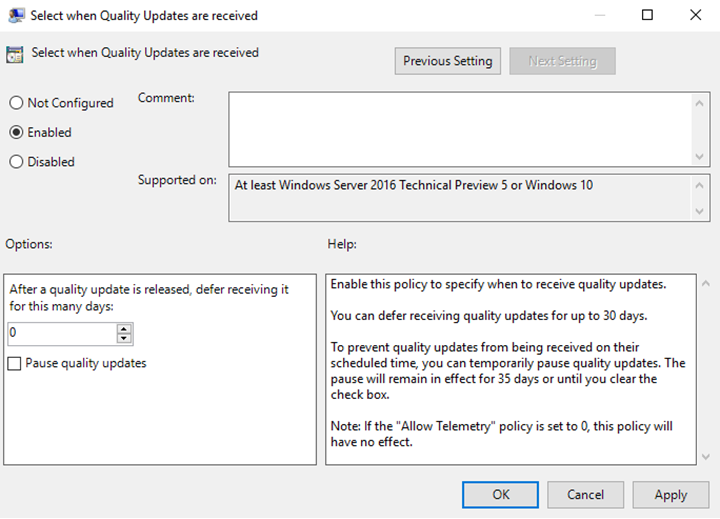 Select when Quality Updates are received
Select when Quality Updates are received
Previous Setting
Next Setting
Not Configured
Comment:
Enabled
Disabled
Supported on:
At least Windows Server 2016 Technical Preview 5 or Windows 10
Options:
Help:
After a quality update is released, defer receiving it
for this many days:
0
Pause quality updates
Enable this policy to specify when to receive quality updates.
You can defer receiving quality updates for up to 30 days.
To prevent quality updates from being received on their
scheduled time, you can temporarily pause quality updates. The
pause will remain in effect for 35 days or until you clear the
check box.
Note: If the "Allow Telemetry" policy is set to 0, this policy will
have no effect.
OK
Cancel
Apply